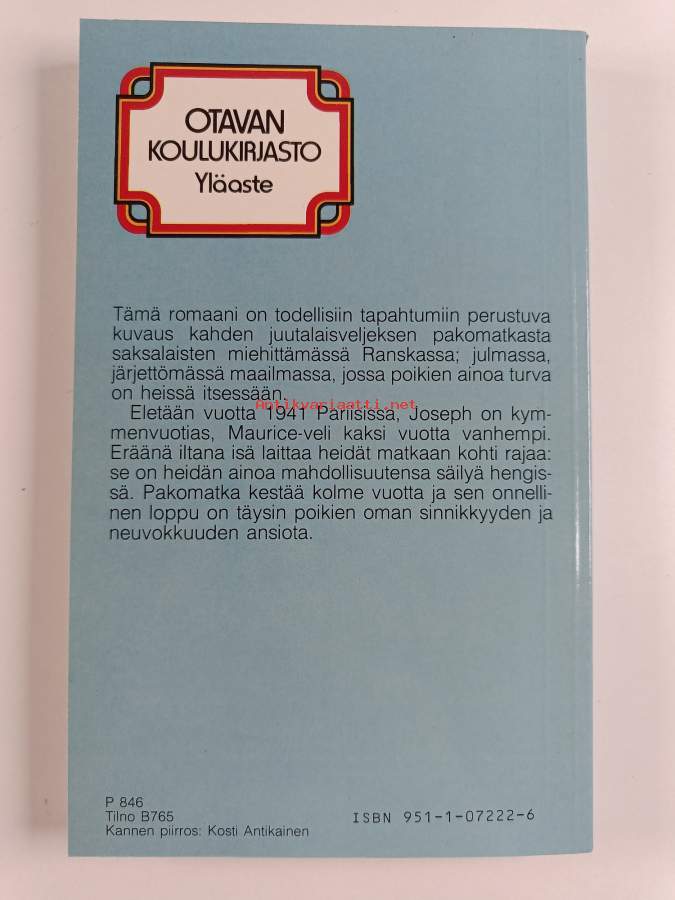 OTAVAN
KOULUKIRJASTO
Yläaste
Tämä romaani on todellisiin tapahtumiin perustuva
kuvaus kahden juutalaisveljeksen pakomatkasta
saksalaisten miehittämässä Ranskassa; julmassa,
järjettömässä maailmassa, jossa poikien ainoa turva
on heissä itsessään.
Antikvariaatti.net
Eletään vuotta 1941 Pariisissa, Joseph on kym-
menvuotias, Maurice-veli kaksi vuotta vanhempi.
Eräänä iltana isä laittaa heidät matkaan kohti rajaa:
se on heidän ainoa mahdollisuutensa säilyä hengis-
sä. Pakomatka kestää kolme vuotta ja sen onnelli-
nen loppu on täysin poikien oman sinnikkyyden ja
neuvokkuuden ansiota.
P 846
Tilno B765
Kannen piirros: Kosti Antikainen
ISBN 951-1-07222-6